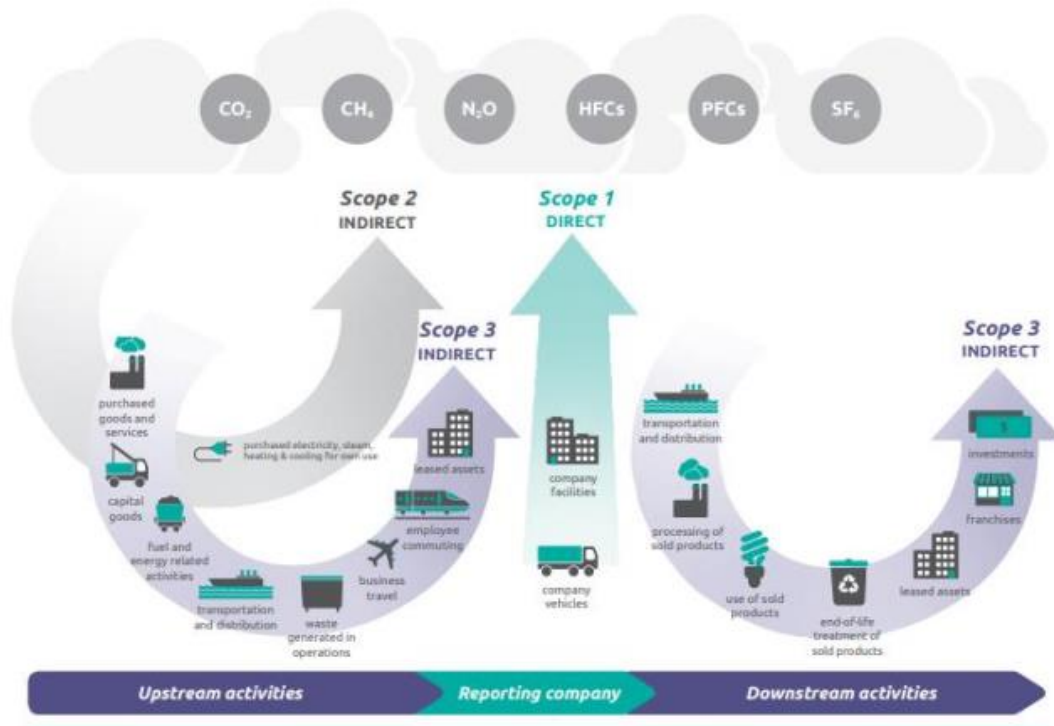 CO₂ CH₄ N₂O HFCs PFCs SF₆
Scope 2
INDIRECT
Scope 1
DIRECT
Scope 3
INDIRECT
Scope 3
INDIRECT
purchased
goods and
services
capital
goods
fuel and
energy related
activities
transportation
and distribution
waste
generated in
operations
business
travel
employee
commuting
leased assets
purchased electricity, steam,
heating & cooling for own use
company
facilities
company
vehicles
transportation
and distribution
processing of
sold products
use of sold
products
end-of-life
treatment of
sold products
leased assets
franchises
investments
$
Upstream activities
Reporting company
Downstream activities